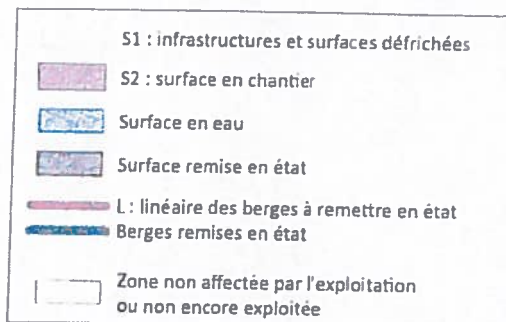 S1 : infrastructures et surfaces défrichées
S2 : surface en chantier
Surface en eau
Surface remise en état
L : linéaire des berges à remettre en état
Berges remises en état
Zone non affectée par l'exploitation
ou non encore exploitée